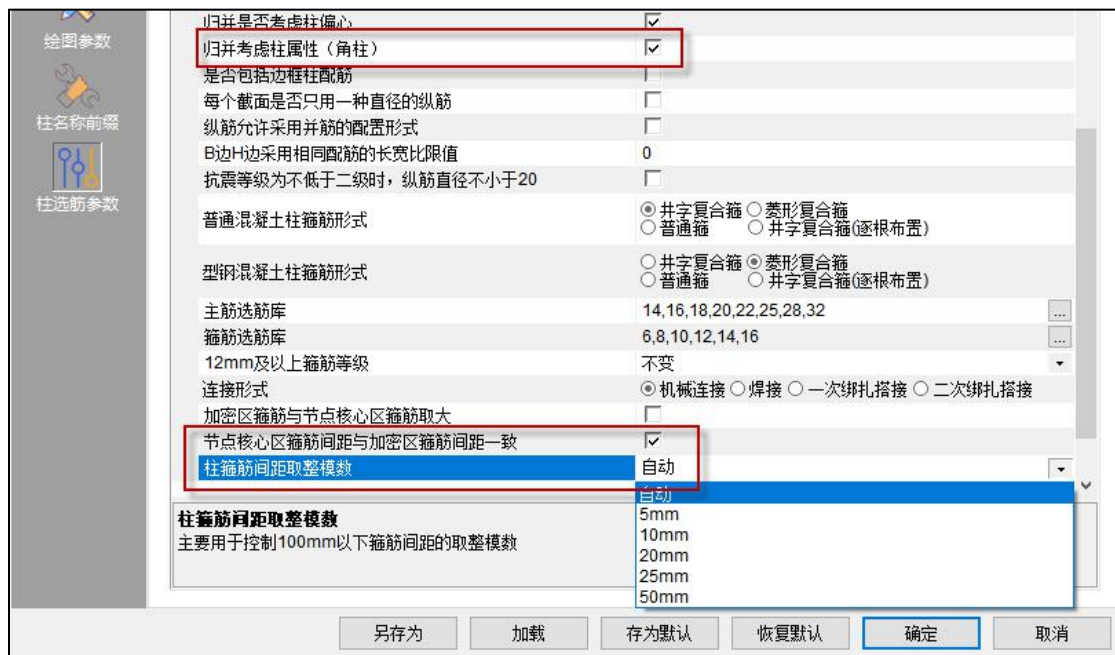 绘图参数
柱名称前缀
柱选筋参数
归并是否考虑柱偏心
归并考虑柱属性（角柱）
是否包括边框柱配筋
每个截面是否只用一种直径的纵筋
纵筋允许采用并筋的配置形式
B边H边采用相同配筋的长宽比限值 0
抗震等级为不低于二级时，纵筋直径不小于20
普通混凝土柱箍筋形式
井字复合箍 菱形复合箍
普通箍 井字复合箍(逐根布置)
型钢混凝土柱箍筋形式
井字复合箍 菱形复合箍
普通箍 井字复合箍(逐根布置)
主筋选筋库 14,16,18,20,22,25,28,32 ...
箍筋选筋库 6,8,10,12,14,16 ...
12mm及以上箍筋等级 不变
连接形式 机械连接 焊接 一次绑扎搭接 二次绑扎搭接
加密区箍筋与节点核心区箍筋取大
节点核心区箍筋间距与加密区箍筋间距一致
柱箍筋间距取整模数 自动
自动
5mm
10mm
20mm
25mm
50mm
柱箍筋间距取整模数
主要用于控制100mm以下箍筋间距的取整模数
另存为 加载 存为默认 恢复默认 确定 取消